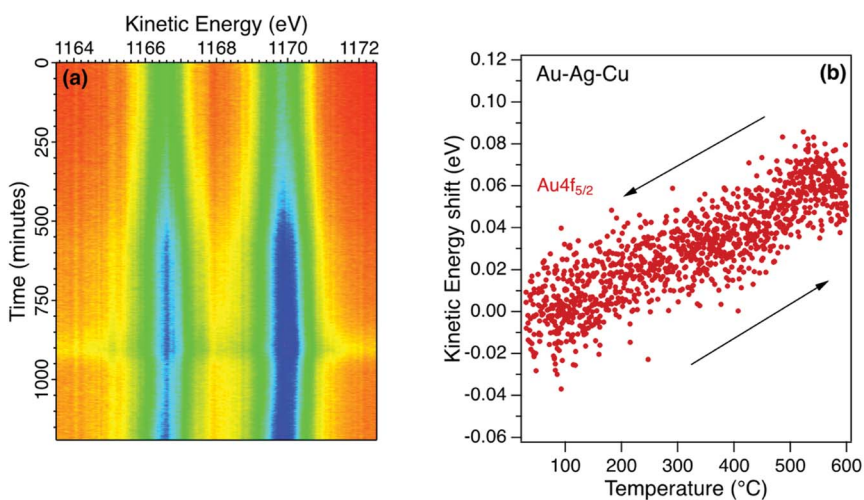 Kinetic Energy (eV)
1164 1166 1168 1170 1172
(a)
0
250
500
750
1000
Time (minutes)
Au-Ag-Cu
(b)
Au4f5/2
0.12
0.10
0.08
0.06
0.04
0.02
0.00
-0.02
-0.04
-0.06
Kinetic Energy shift (eV)
100 200 300 400 500 600
Temperature (°C)